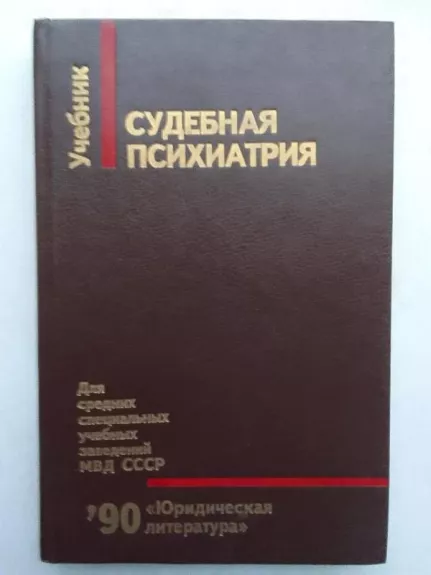 Учебник
СУДЕБНАЯ
ПСИХИАТРИЯ
Для
средних
специальных
учебных
заведений
МВД СССР
'90 «Юридическая
литература»